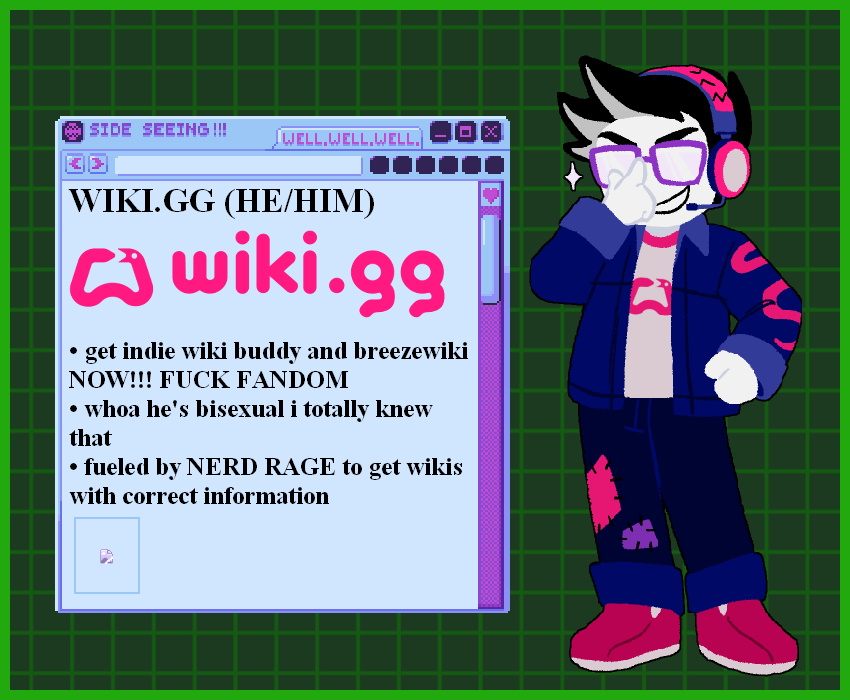 SIDE SEEING!!!
WELL.WELL.WELL.
WIKI.GG (HE/HIM)
wiki.gg
• get indie wiki buddy and breezewiki
NOW!!! FUCK FANDOM
• whoa he's bisexual i totally knew
that
• fueled by NERD RAGE to get wikis
with correct information